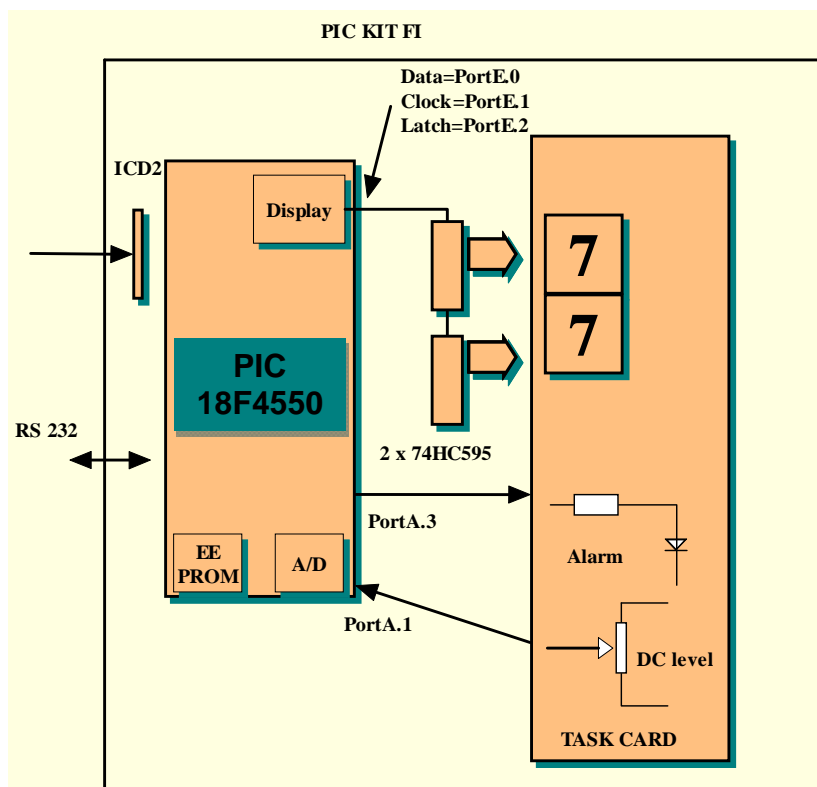 PIC KIT FI
Data=PortE.0
Clock=PortE.1
Latch=PortE.2
ICD2
Display
7
7
PIC
18F4550
RS 232
2 x 74HC595
PortA.3
EE
PROM
A/D
Alarm
PortA.1
DC level
TASK CARD